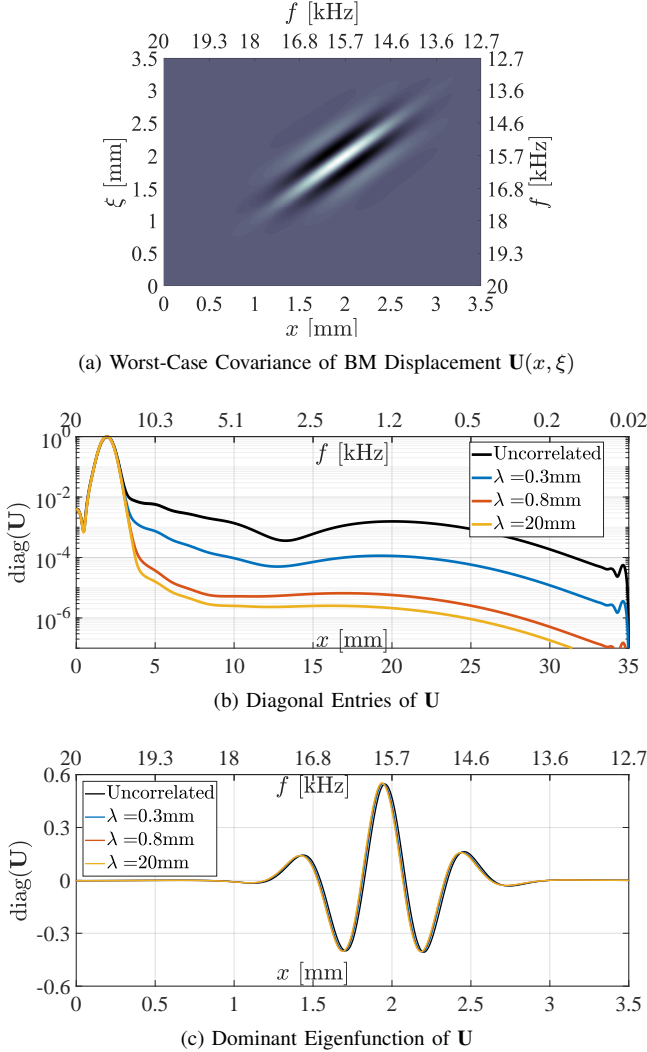 f [kHz]
20 19.3 18 16.8 15.7 14.6 13.6 12.7
3.5 12.7
3 13.6
2.5 14.6
2 15.7
1.5 16.8
1 18
0.5 19.3
0 20
ξ [mm]
f [kHz]
0 0.5 1 1.5 2 2.5 3 3.5
x [mm]
(a) Worst-Case Covariance of BM Displacement U(x, ξ)
20 10.3 5.1 2.5 1.2 0.5 0.2 0.02
f [kHz]
10⁰
10⁻²
10⁻⁴
10⁻⁶
diag(U)
Uncorrelated
λ =0.3mm
λ =0.8mm
λ =20mm
x [mm]
0 5 10 15 20 25 30 35
(b) Diagonal Entries of U
20 19.3 18 16.8 15.7 14.6 13.6 12.7
f [kHz]
0.6
0.3
0
-0.3
-0.6
diag(U)
Uncorrelated
λ =0.3mm
λ =0.8mm
λ =20mm
x [mm]
0 0.5 1 1.5 2 2.5 3 3.5
(c) Dominant Eigenfunction of U